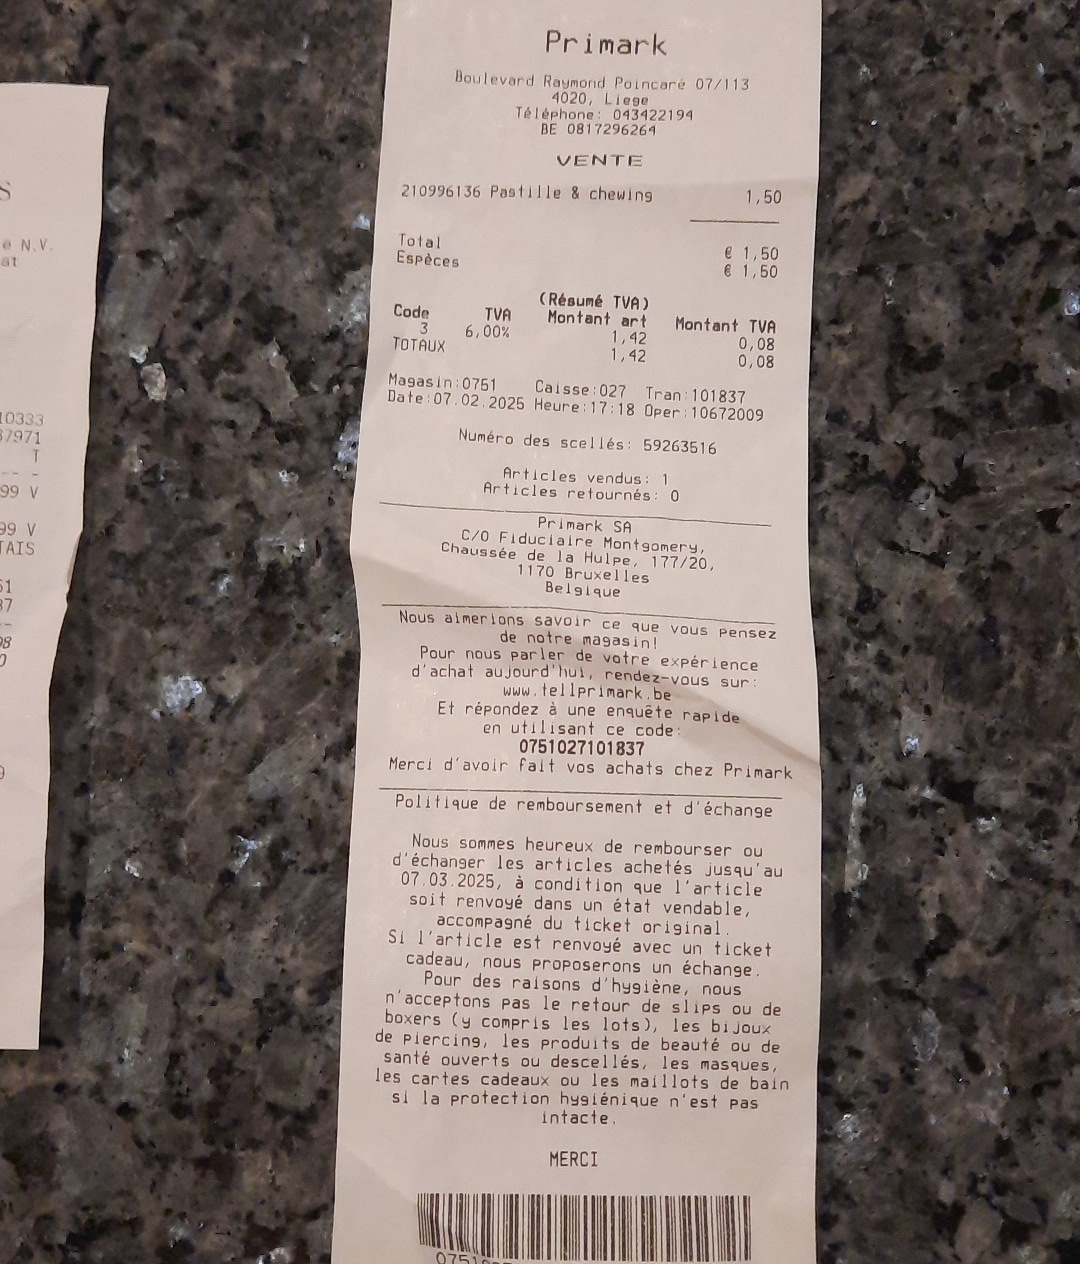 S
e N.V.
at
10333
37971
T
-- -
99 V
99 V
TAIS
51
37
--
98
0
9
Primark
Boulevard Raymond Poincaré 07/113
4020, Liege
Téléphone: 043422194
BE 0817296264
VENTE
210996136 Pastille & chewing 1,50
Total € 1,50
Espèces € 1,50
(Résumé TVA)
Code TVA Montant art Montant TVA
3 6,00% 1,42 0,08
TOTAUX 1,42 0,08
Magasin:0751 Caisse:027 Tran:101837
Date:07.02.2025 Heure:17:18 Oper:10672009
Numéro des scellés: 59263516
Articles vendus: 1
Articles retournés: 0
Primark SA
C/O Fiduciaire Montgomery,
Chaussée de la Hulpe, 177/20,
1170 Bruxelles
Belgique
Nous aimerions savoir ce que vous pensez
de notre magasin!
Pour nous parler de votre expérience
d'achat aujourd'hui, rendez-vous sur:
www.tellprimark.be
Et répondez à une enquête rapide
en utilisant ce code:
0751027101837
Merci d'avoir fait vos achats chez Primark
Politique de remboursement et d'échange
Nous sommes heureux de rembourser ou
d'échanger les articles achetés jusqu'au
07.03.2025, à condition que l'article
soit renvoyé dans un état vendable,
accompagné du ticket original.
Si l'article est renvoyé avec un ticket
cadeau, nous proposerons un échange.
Pour des raisons d'hygiène, nous
n'acceptons pas le retour de slips ou de
boxers (y compris les lots), les bijoux
de piercing, les produits de beauté ou de
santé ouverts ou descellés, les masques,
les cartes cadeaux ou les maillots de bain
si la protection hygiénique n'est pas
intacte.
MERCI